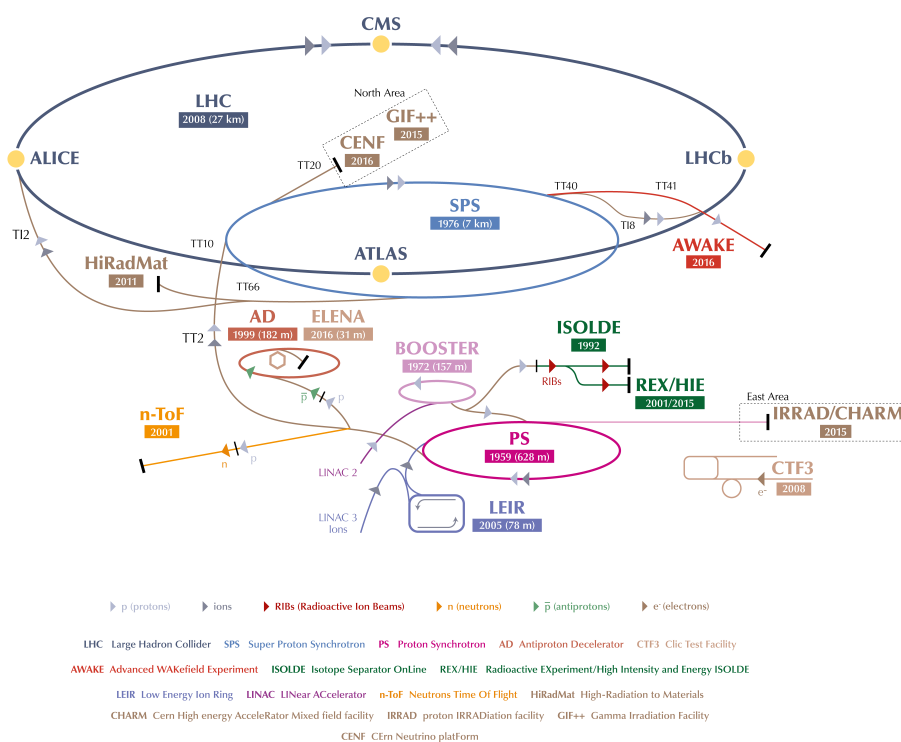 CMS
North Area
LHC
2008 (27 km)
GIF++
2015
CENF
2016
ALICE
LHCb
TT20
TT40
TT41
SPS
1976 (7 km)
TI2
TT10
TI8
ATLAS
AWAKE
2016
HiRadMat
2011
TT66
AD
1999 (182 m)
ELENA
2016 (31 m)
TT2
ISOLDE
1992
BOOSTER
1972 (157 m)
RIBs
REX/HIE
2001/2015
p̅
p
East Area
n-ToF
2001
IRRAD/CHARM
2015
PS
1959 (628 m)
n
p
LINAC 2
CTF3
2008
e-
LEIR
2005 (78 m)
LINAC 3
Ions
p (protons) ions RIBs (Radioactive Ion Beams) n (neutrons) p̅ (antiprotons) e- (electrons)
LHC Large Hadron Collider SPS Super Proton Synchrotron PS Proton Synchrotron AD Antiproton Decelerator CTF3 Clic Test Facility
AWAKE Advanced WAKefield Experiment ISOLDE Isotope Separator OnLine REX/HIE Radioactive EXperiment/High Intensity and Energy ISOLDE
LEIR Low Energy Ion Ring LINAC LINear ACcelerator n-ToF Neutrons Time Of Flight HiRadMat High-Radiation to Materials
CHARM Cern High energy AcceleRator Mixed field facility IRRAD proton IRRADiation facility GIF++ Gamma Irradiation Facility
CENF CErn Neutrino platForm